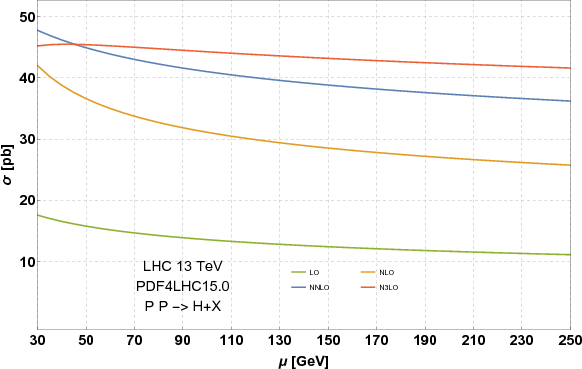 50
40
30
20
10
σ [pb]
LHC 13 TeV
PDF4LHC15.0
P P -> H+X
LO
NLO
NNLO
N3LO
30 50 70 90 110 130 150 170 190 210 230 250
μ [GeV]